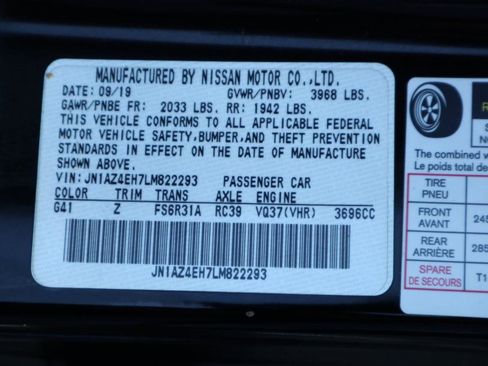 MANUFACTURED BY NISSAN MOTOR CO.,LTD.
DATE: 09/19 GVWR/PNBV: 3968 LBS.
GAWR/PNBE FR: 2033 LBS. RR: 1942 LBS.
THIS VEHICLE CONFORMS TO ALL APPLICABLE FEDERAL
MOTOR VEHICLE SAFETY,BUMPER,AND THEFT PREVENTION
STANDARDS IN EFFECT ON THE DATE OF MANUFACTURE
SHOWN ABOVE.
VIN: JN1AZ4EH7LM822293 PASSENGER CAR
COLOR TRIM TRANS AXLE ENGINE
G41 Z FS6R31A RC39 VQ37(VHR) 3696CC
JN1AZ4EH7LM822293
The combined w
Le poids total de
TIRE
PNEU
FRONT
AVANT
245
REAR
ARRIÈRE
285
SPARE
DE SECOURS
T1